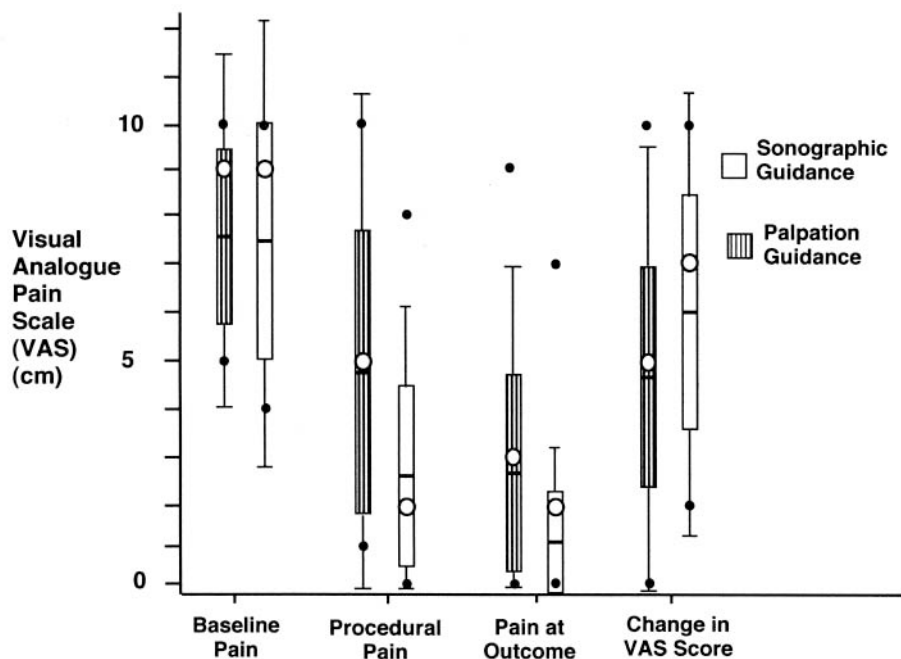 10
5
0
Visual
Analogue
Pain
Scale
(VAS)
(cm)
Sonographic
Guidance
Palpation
Guidance
Baseline
Pain
Procedural
Pain
Pain at
Outcome
Change in
VAS Score